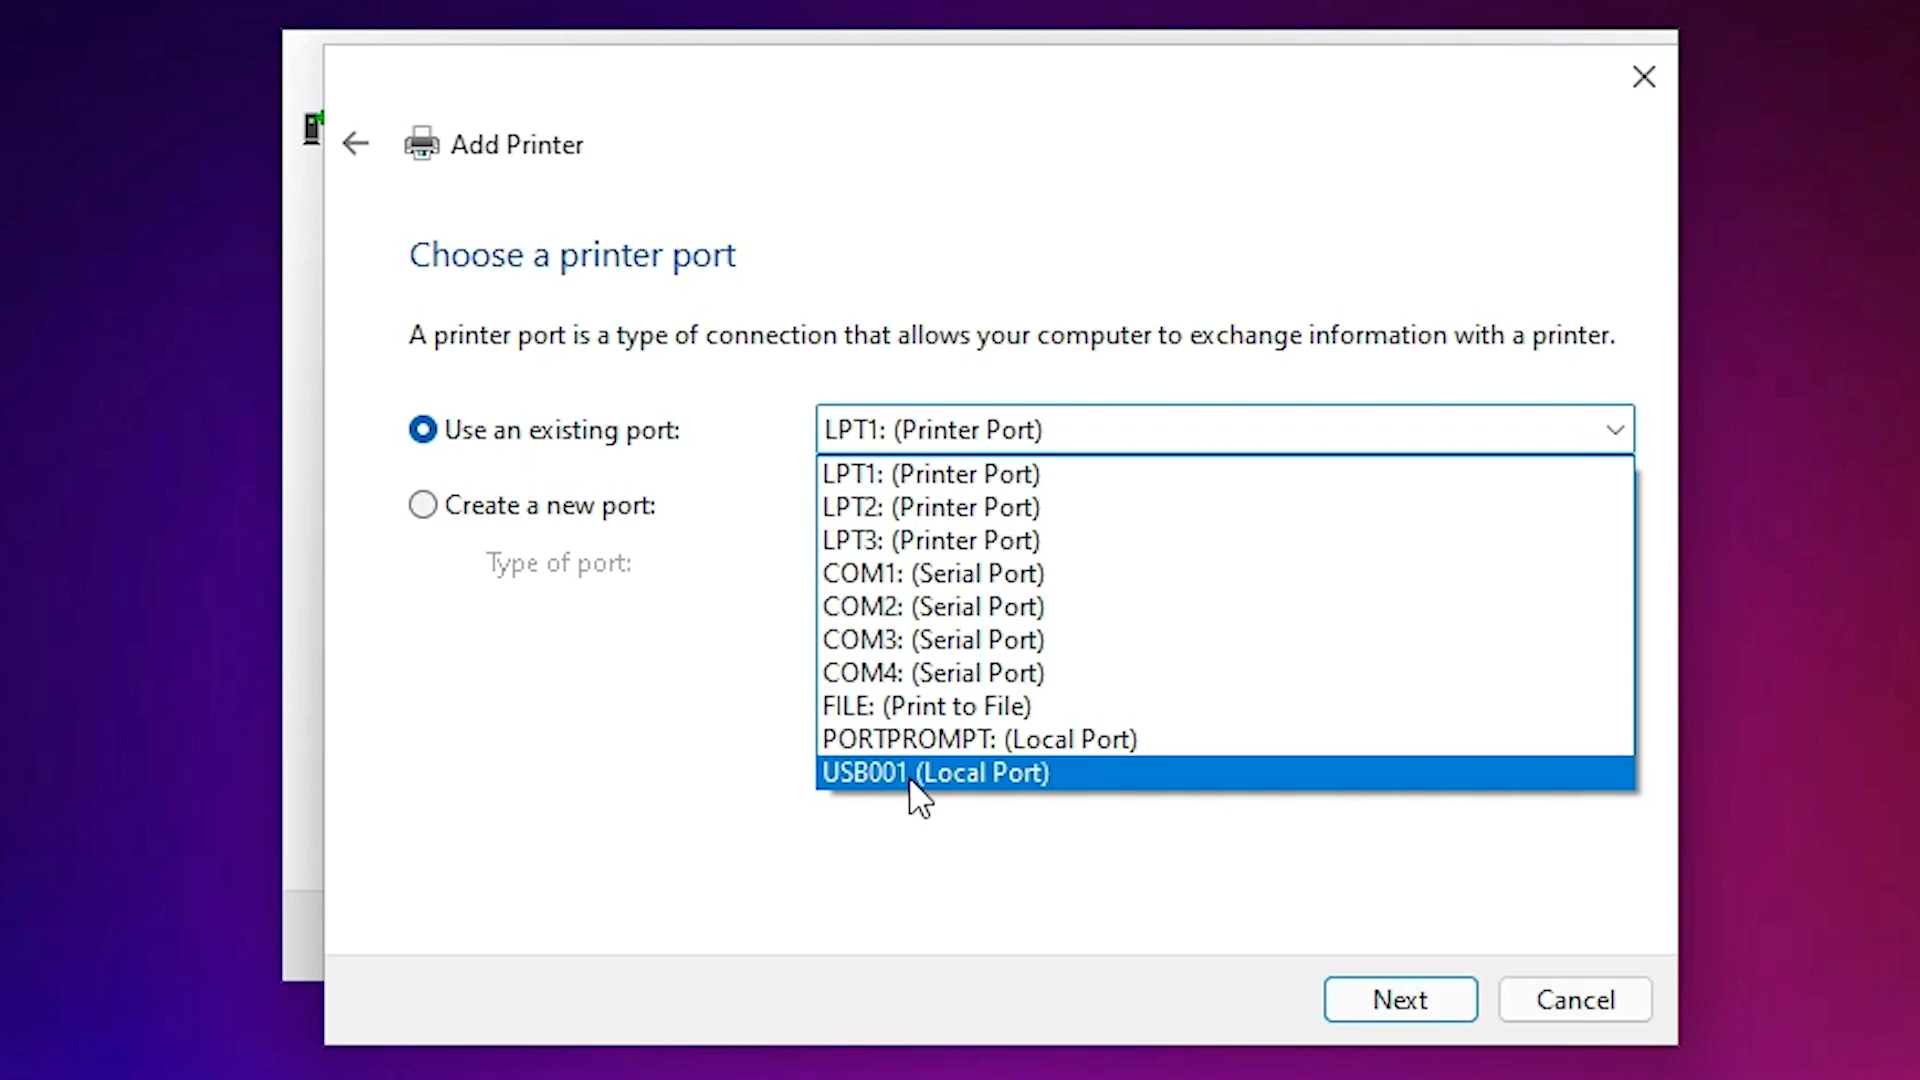 Add Printer
Choose a printer port
A printer port is a type of connection that allows your computer to exchange information with a printer.
Use an existing port:
LPT1: (Printer Port)
LPT1: (Printer Port)
LPT2: (Printer Port)
LPT3: (Printer Port)
COM1: (Serial Port)
COM2: (Serial Port)
COM3: (Serial Port)
COM4: (Serial Port)
FILE: (Print to File)
PORTPROMPT: (Local Port)
USB001 (Local Port)
Create a new port:
Type of port:
Next
Cancel